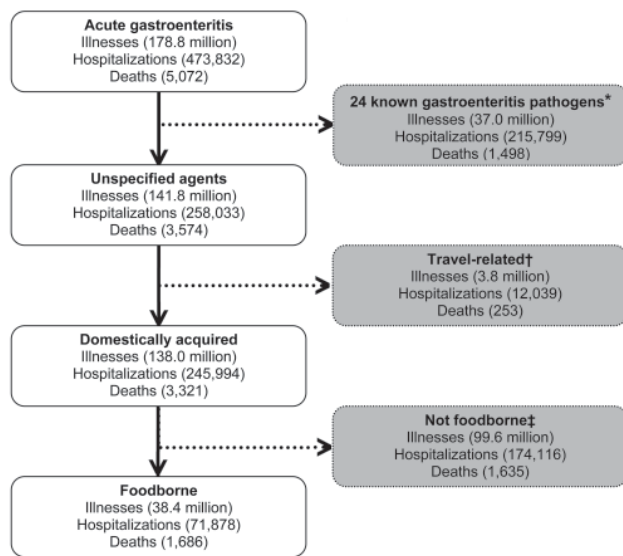 Acute gastroenteritis
Illnesses (178.8 million)
Hospitalizations (473,832)
Deaths (5,072)
24 known gastroenteritis pathogens*
Illnesses (37.0 million)
Hospitalizations (215,799)
Deaths (1,498)
Unspecified agents
Illnesses (141.8 million)
Hospitalizations (258,033)
Deaths (3,574)
Travel-related†
Illnesses (3.8 million)
Hospitalizations (12,039)
Deaths (253)
Domestically acquired
Illnesses (138.0 million)
Hospitalizations (245,994)
Deaths (3,321)
Not foodborne‡
Illnesses (99.6 million)
Hospitalizations (174,116)
Deaths (1,635)
Foodborne
Illnesses (38.4 million)
Hospitalizations (71,878)
Deaths (1,686)